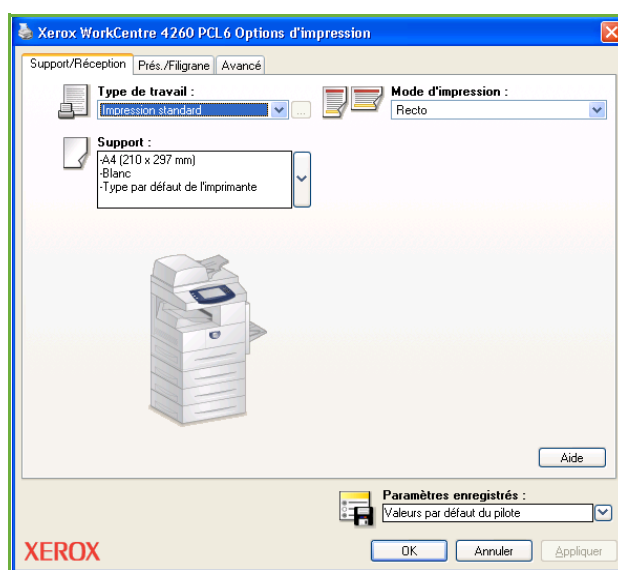 Xerox WorkCentre 4260 PCL6 Options d'impression
Support/Réception Prés./Filigrane Avancé
Type de travail :
Impression standard
...
Mode d'impression :
Recto
Support :
-A4 (210 x 297 mm)
-Blanc
-Type par défaut de l'imprimante
Aide
Paramètres enregistrés :
Valeurs par défaut du pilote
XEROX
OK Annuler Appliquer